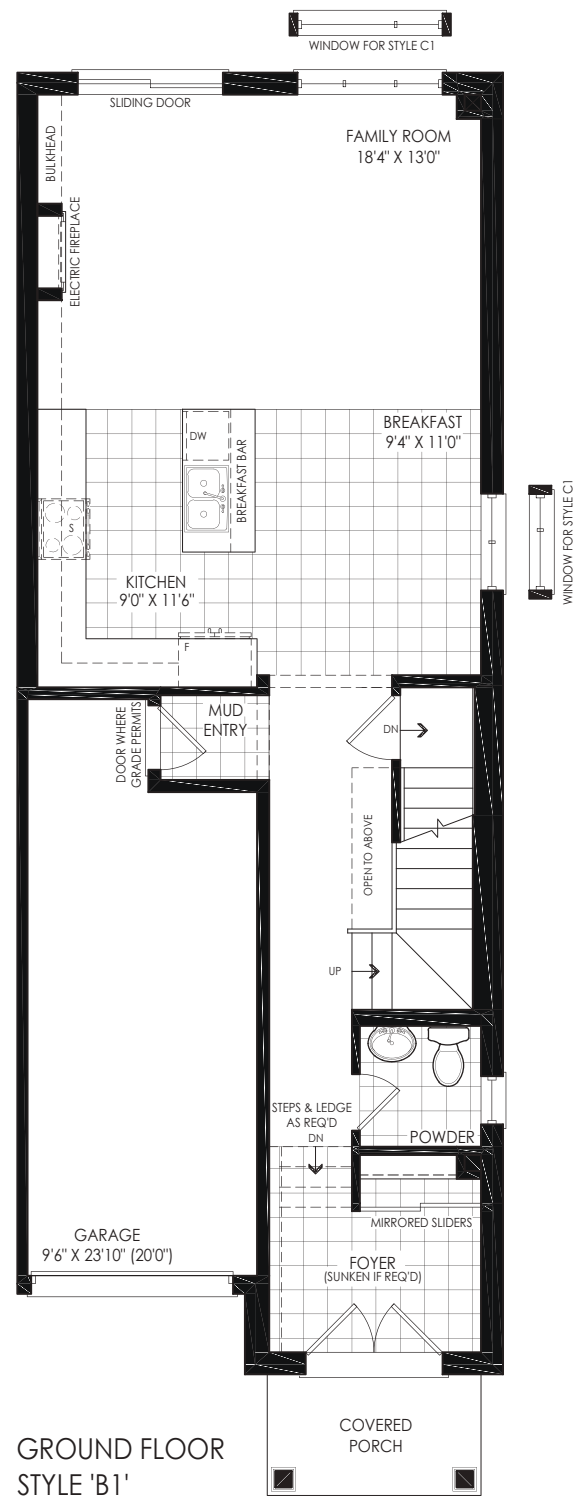 WINDOW FOR STYLE C1
SLIDING DOOR
FAMILY ROOM
18'4" X 13'0"
BULKHEAD
ELECTRIC FIREPLACE
BREAKFAST
9'4" X 11'0"
DW
BREAKFAST BAR
S
WINDOW FOR STYLE C1
KITCHEN
9'0" X 11'6"
F
MUD
ENTRY
DOOR WHERE
GRADE PERMITS
DN
OPEN TO ABOVE
UP
STEPS & LEDGE
AS REQ'D
DN
POWDER
MIRRORED SLIDERS
GARAGE
9'6" X 23'10" (20'0")
FOYER
(SUNKEN IF REQ'D)
COVERED
PORCH
GROUND FLOOR
STYLE 'B1'